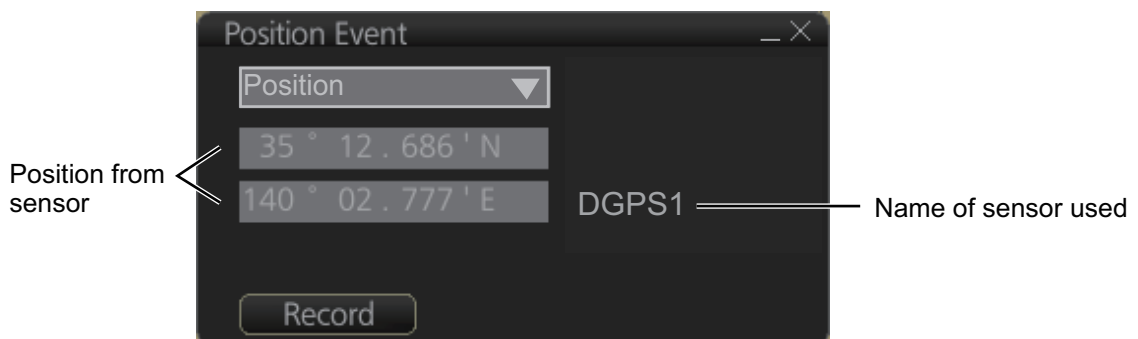 Position Event
Position
35 ° 12 . 686 ' N
Position from
sensor
140 ° 02 . 777 ' E
DGPS1
Name of sensor used
Record